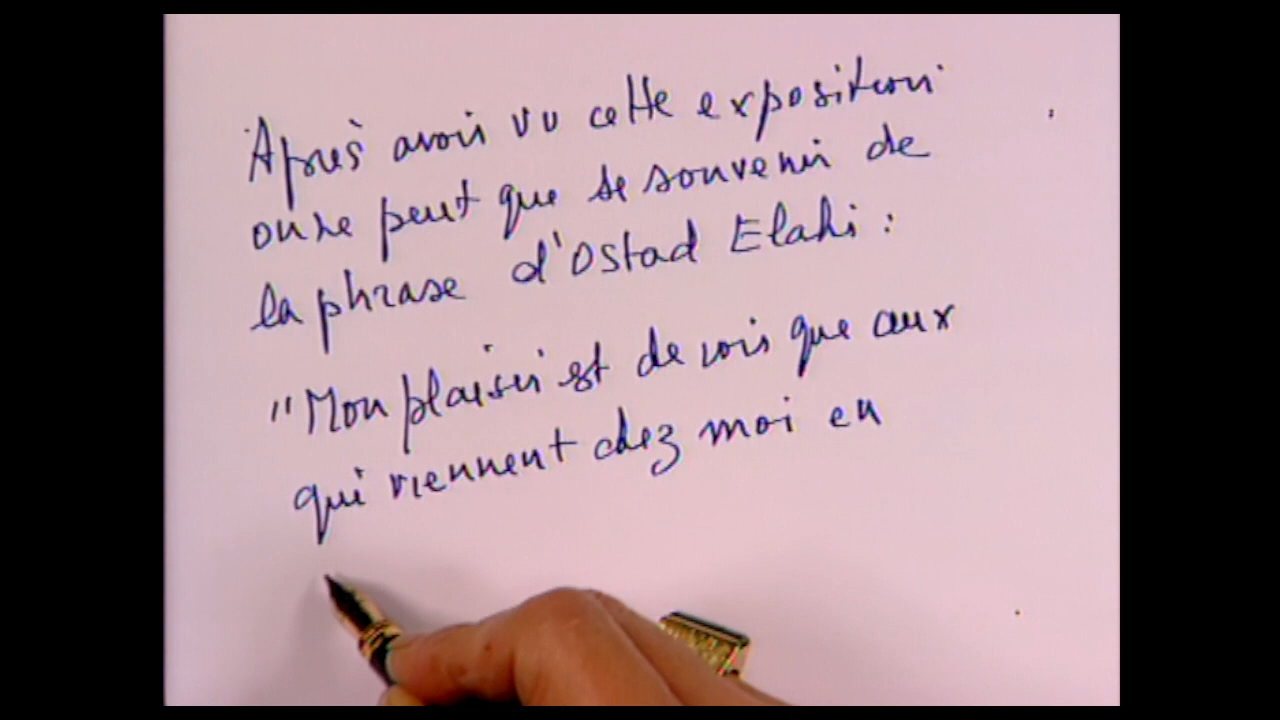 Après avoir vu cette exposition
on ne peut que se souvenir de
la phrase d'Ostad Elahi :
"Mon plaisir est de voir que aux
qui viennent chez moi en